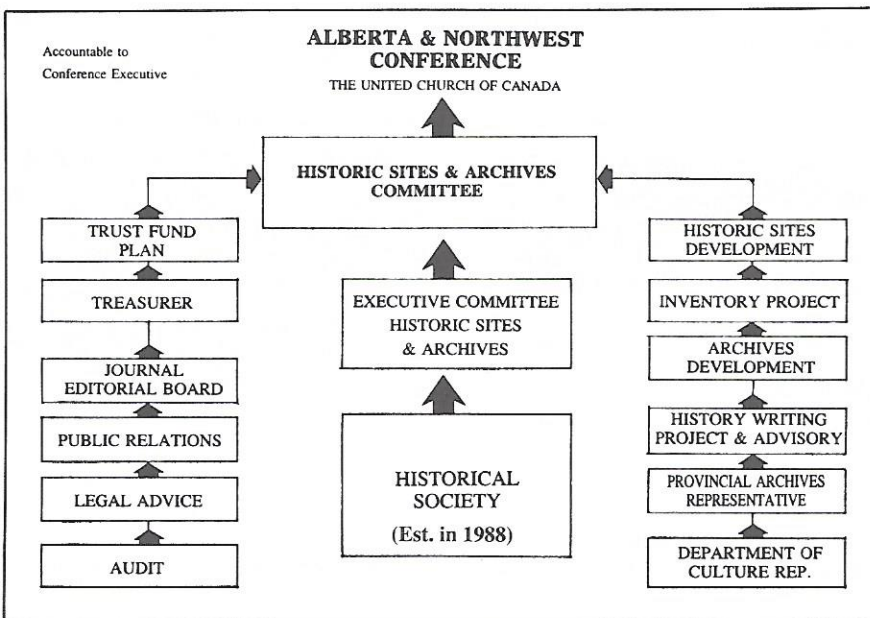 Accountable to
Conference Executive
ALBERTA & NORTHWEST
CONFERENCE
THE UNITED CHURCH OF CANADA
HISTORIC SITES & ARCHIVES
COMMITTEE
TRUST FUND
PLAN
TREASURER
JOURNAL
EDITORIAL BOARD
PUBLIC RELATIONS
LEGAL ADVICE
AUDIT
EXECUTIVE COMMITTEE
HISTORIC SITES
& ARCHIVES
HISTORICAL
SOCIETY
(Est. in 1988)
HISTORIC SITES
DEVELOPMENT
INVENTORY PROJECT
ARCHIVES
DEVELOPMENT
HISTORY WRITING
PROJECT & ADVISORY
PROVINCIAL ARCHIVES
REPRESENTATIVE
DEPARTMENT OF
CULTURE REP.